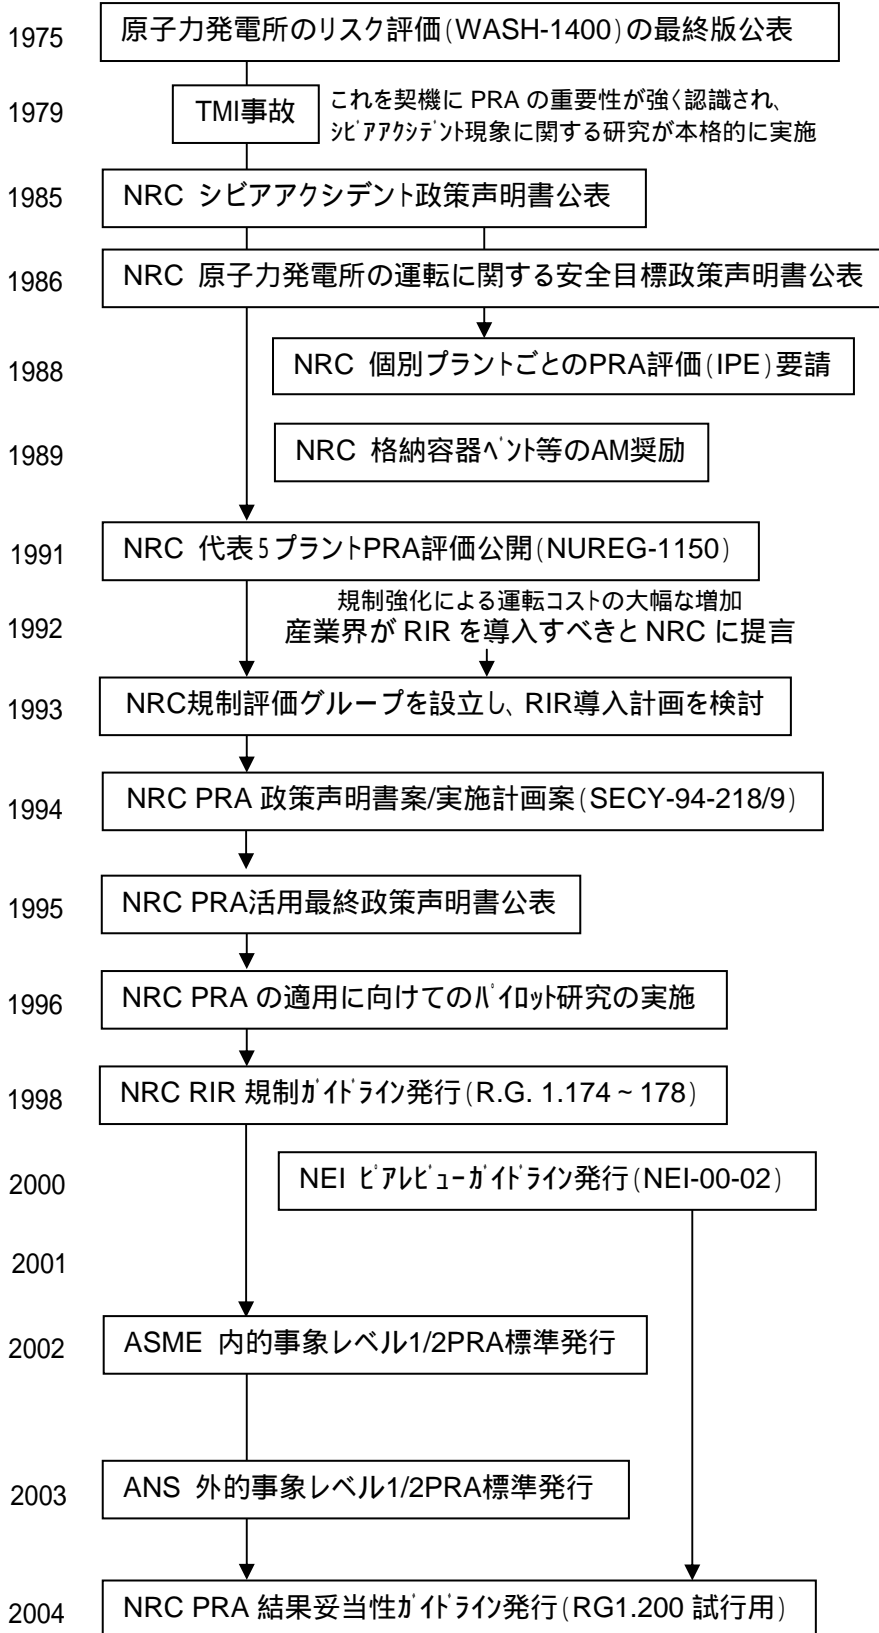 1975 原子力発電所のリスク評価(WASH-1400)の最終版公表
1979 TMI事故 これを契機に PRA の重要性が強く認識され、
ｼﾋﾞｱｱｸｼﾃﾞﾝﾄ現象に関する研究が本格的に実施
1985 NRC シビアアクシデント政策声明書公表
1986 NRC 原子力発電所の運転に関する安全目標政策声明書公表
1988 NRC 個別プラントごとのPRA評価(IPE)要請
1989 NRC 格納容器ﾍﾞﾝﾄ等のAM奨励
1991 NRC 代表5プラントPRA評価公開(NUREG-1150)
規制強化による運転コストの大幅な増加
1992 産業界が RIR を導入すべきと NRC に提言
1993 NRC規制評価グループを設立し、RIR導入計画を検討
1994 NRC PRA 政策声明書案/実施計画案(SECY-94-218/9)
1995 NRC PRA活用最終政策声明書公表
1996 NRC PRA の適用に向けてのﾊﾟｲﾛｯﾄ研究の実施
1998 NRC RIR 規制ｶﾞｲﾄﾞﾗｲﾝ発行(R.G. 1.174 ~ 178)
2000 NEI ﾋﾟｱﾚﾋﾞｭｰｶﾞｲﾄﾞﾗｲﾝ発行(NEI-00-02)
2001
2002 ASME 内的事象レベル1/2PRA標準発行
2003 ANS 外的事象レベル1/2PRA標準発行
2004 NRC PRA 結果妥当性ｶﾞｲﾄﾞﾗｲﾝ発行(RG1.200 試行用)